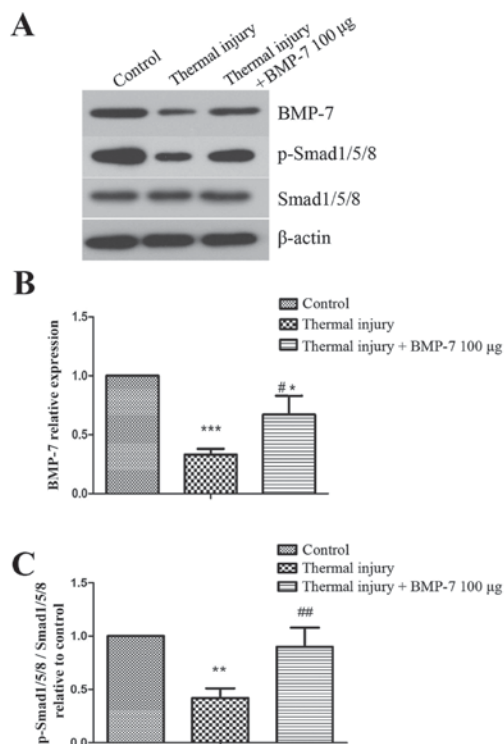 A
Control
Thermal injury
Thermal injury
+BMP-7 100 µg
BMP-7
p-Smad1/5/8
Smad1/5/8
β-actin
B
Control
Thermal injury
Thermal injury + BMP-7 100 µg
BMP-7 relative expression
1.5
1.0
0.5
0.0
***
# *
C
Control
Thermal injury
Thermal injury + BMP-7 100 µg
p-Smad1/5/8 / Smad1/5/8
relative to control
1.5
1.0
0.5
0.0
**
##